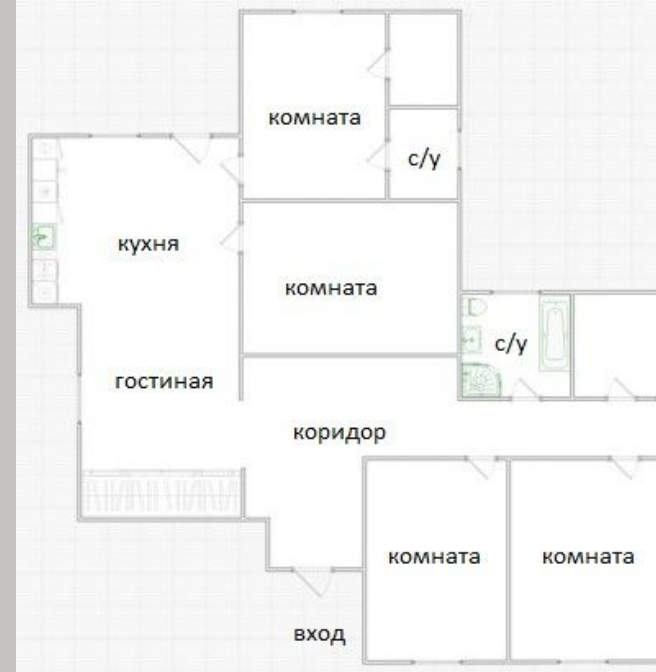 комната
с/у
кухня
комната
с/у
гостиная
коридор
комната
комната
вход